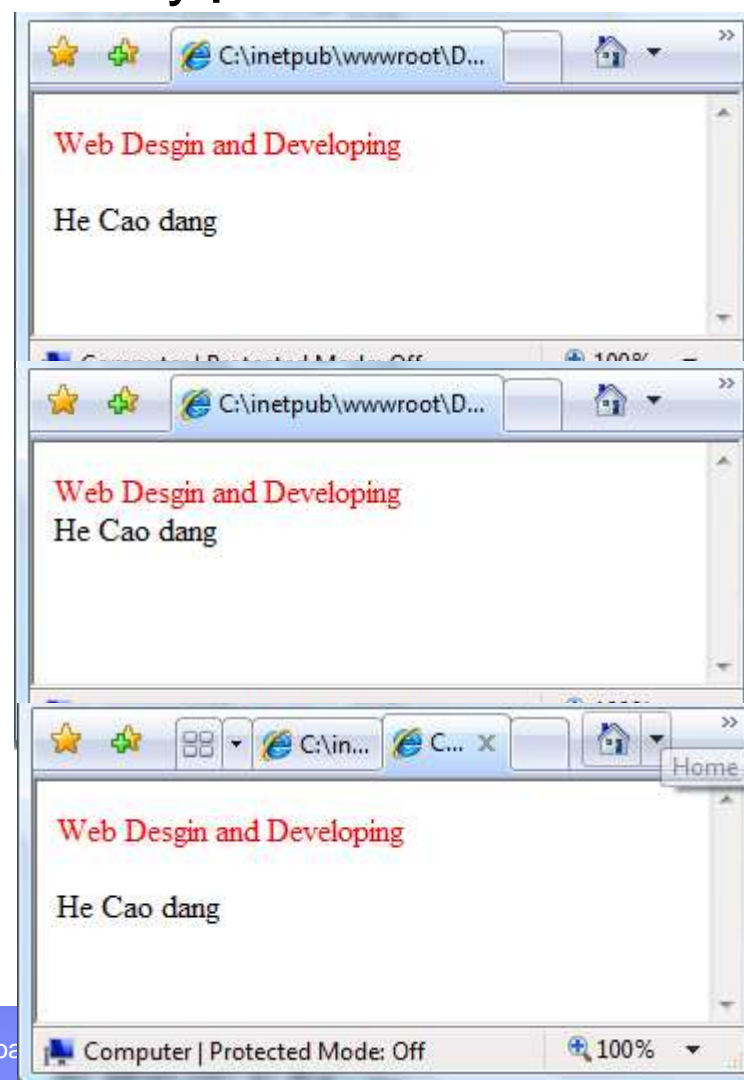 C:\inetpub\wwwroot\D...
Web Desgin and Developing
He Cao dang
100%
C:\inetpub\wwwroot\D...
Web Desgin and Developing
He Cao dang
C:\in... C...
Home
Web Desgin and Developing
He Cao dang
Computer | Protected Mode: Off 100%